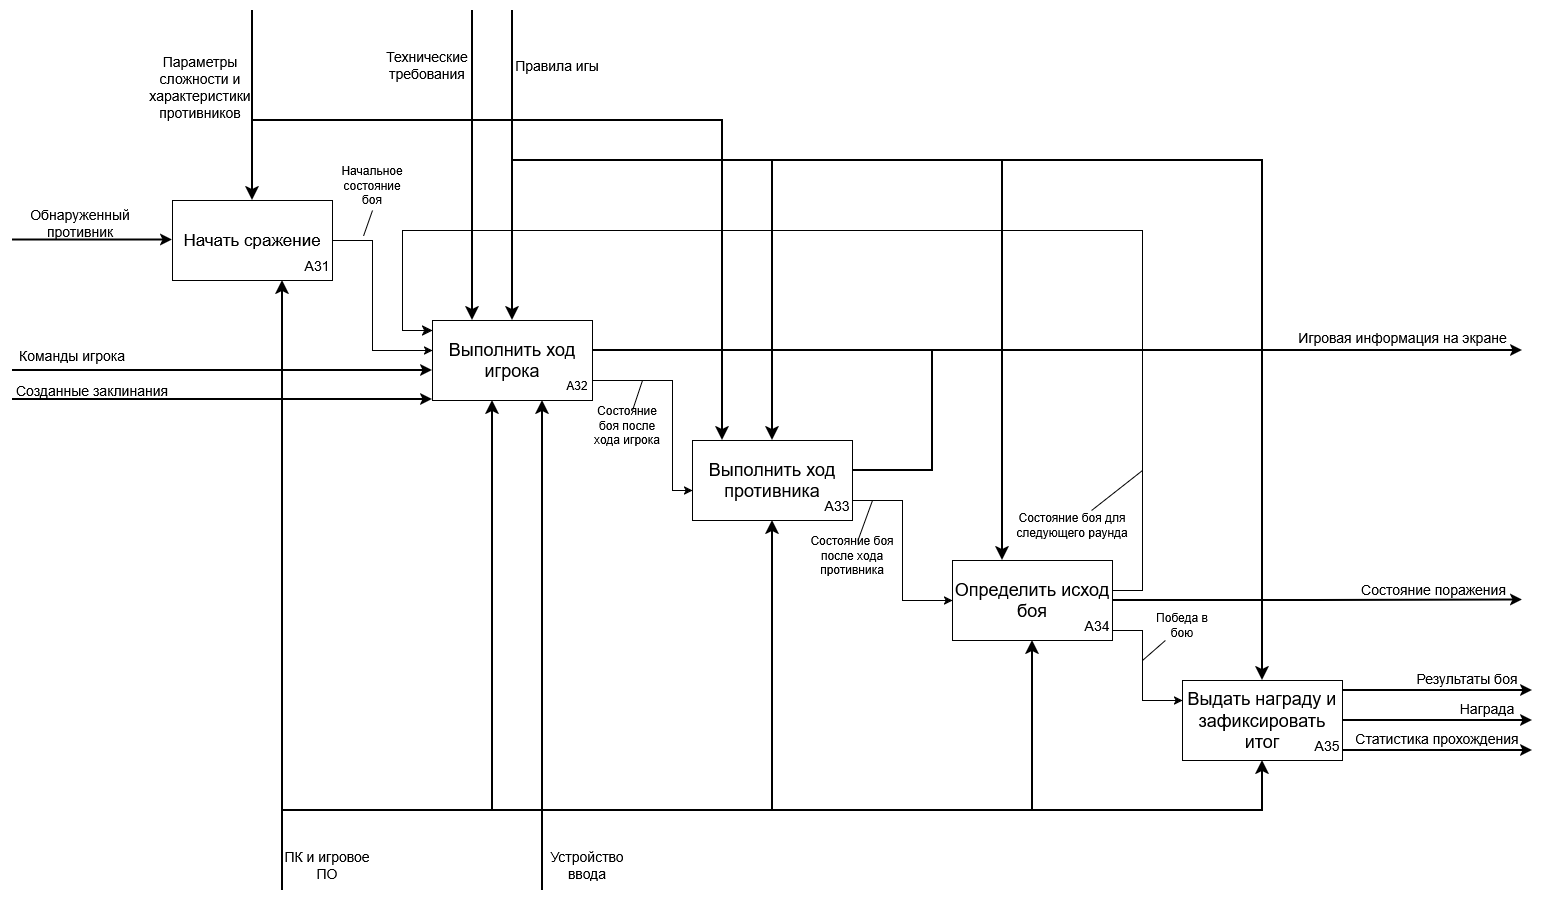 Параметры
сложности и
характеристики
противников
Технические
требования
Правила игы
Начальное
состояние
боя
Обнаруженный
противник
Начать сражение
А31
Команды игрока
Созданные заклинания
Выполнить ход
игрока
А32
Игровая информация на экране
Состояние
боя после
хода игрока
Выполнить ход
противника
А33
Состояние боя
после хода
противника
Состояние боя для
следующего раунда
Определить исход
боя
А34
Состояние поражения
Победа в
бою
Выдать награду и
зафиксировать
итог
А35
Результаты боя
Награда
Статистика прохождения
ПК и игровое
ПО
Устройство
ввода